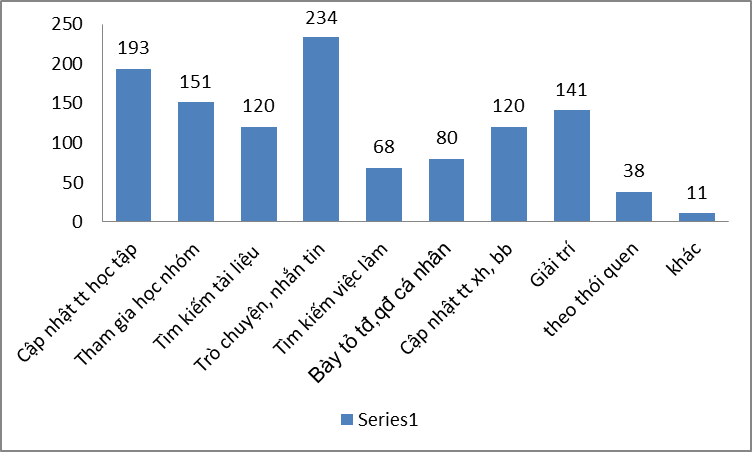 250
200
150
100
50
0
193
151
120
234
68
80
120
141
38
11
Cập nhật tt học tập
Tham gia học nhóm
Tìm kiếm tài liệu
Trò chuyện, nhắn tin
Tìm kiếm việc làm
Bày tỏ tđ,qđ cá nhân
Cập nhật tt xh, bb
Giải trí
theo thói quen
khác
Series1